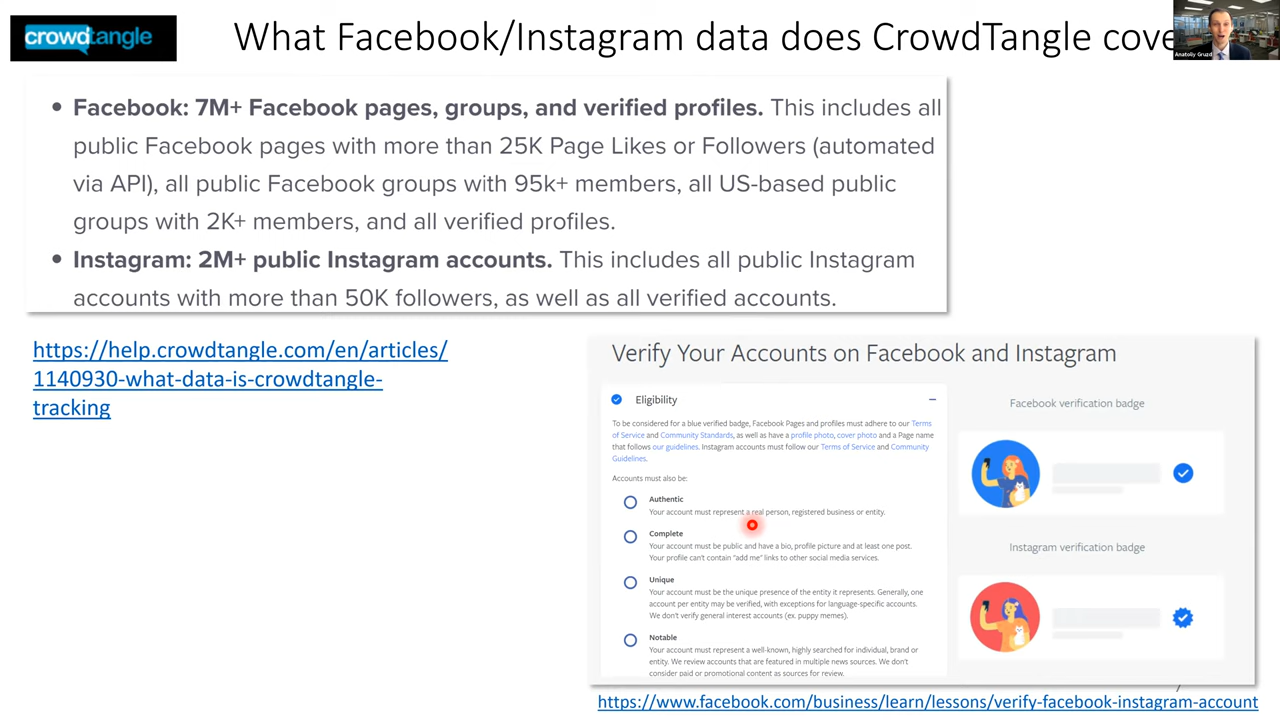 crowdtangle
What Facebook/Instagram data does CrowdTangle cove
Anatoliy Gruzd
• Facebook: 7M+ Facebook pages, groups, and verified profiles. This includes all
public Facebook pages with more than 25K Page Likes or Followers (automated
via API), all public Facebook groups with 95k+ members, all US-based public
groups with 2K+ members, and all verified profiles.
• Instagram: 2M+ public Instagram accounts. This includes all public Instagram
accounts with more than 50K followers, as well as all verified accounts.
https://help.crowdtangle.com/en/articles/
1140930-what-data-is-crowdtangle-
tracking
Verify Your Accounts on Facebook and Instagram
Eligibility
To be considered for a blue verified badge, Facebook Pages and profiles must adhere to our Terms
of Service and Community Standards, as well as have a profile photo, cover photo and a Page name
that follows our guidelines. Instagram accounts must follow our Terms of Service and Community
Guidelines.
Accounts must also be:
Authentic
Your account must represent a real person, registered business or entity.
Complete
Your account must be public and have a bio, profile picture and at least one post.
Your profile can't contain "add me" links to other social media services.
Unique
Your account must be the unique presence of the entity it represents. Generally, one
account per entity may be verified, with exceptions for language-specific accounts.
We don't verify general interest accounts (ex. puppy memes).
Notable
Your account must represent a well-known, highly searched for individual, brand or
entity. We review accounts that are featured in multiple news sources. We don't
consider paid or promotional content as sources for review.
Facebook verification badge
Instagram verification badge
https://www.facebook.com/business/learn/lessons/verify-facebook-instagram-account